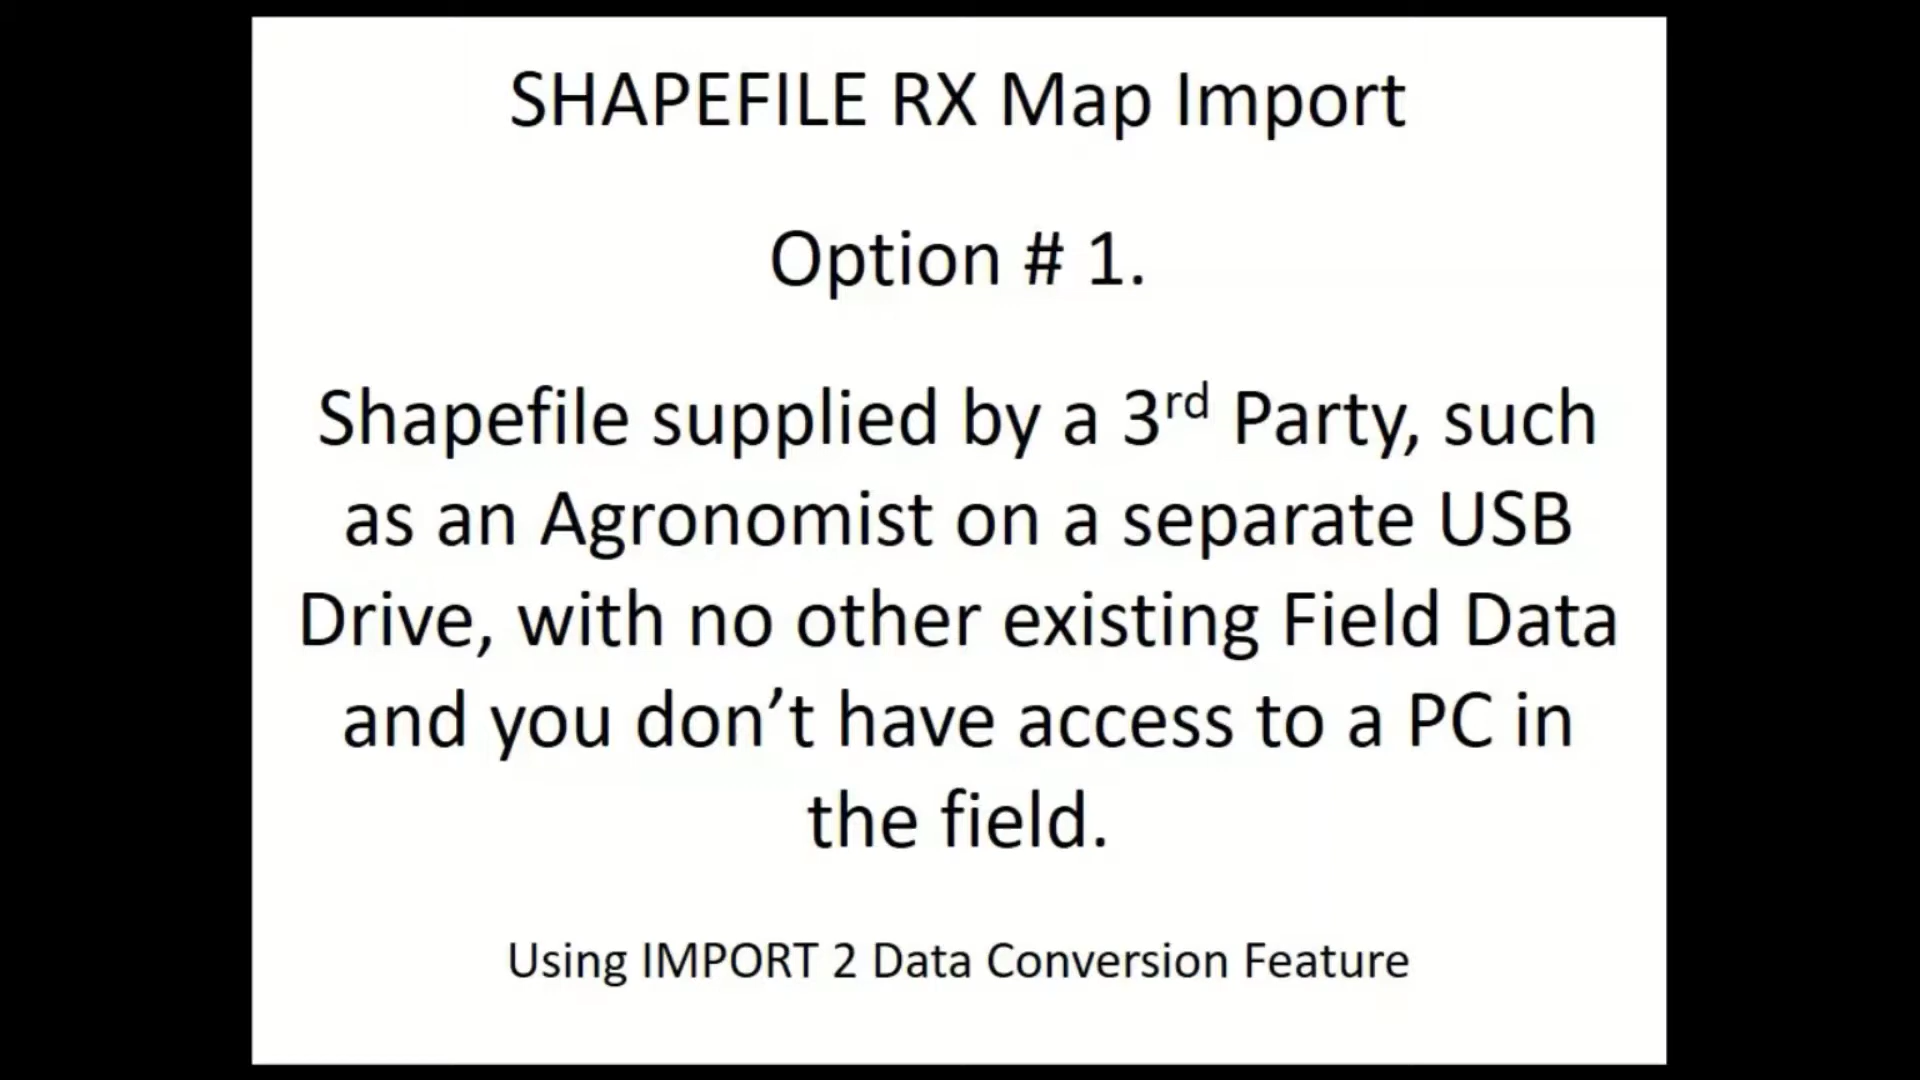 SHAPEFILE RX Map Import
Option # 1.
Shapefile supplied by a 3rd Party, such
as an Agronomist on a separate USB
Drive, with no other existing Field Data
and you don’t have access to a PC in
the field.
Using IMPORT 2 Data Conversion Feature